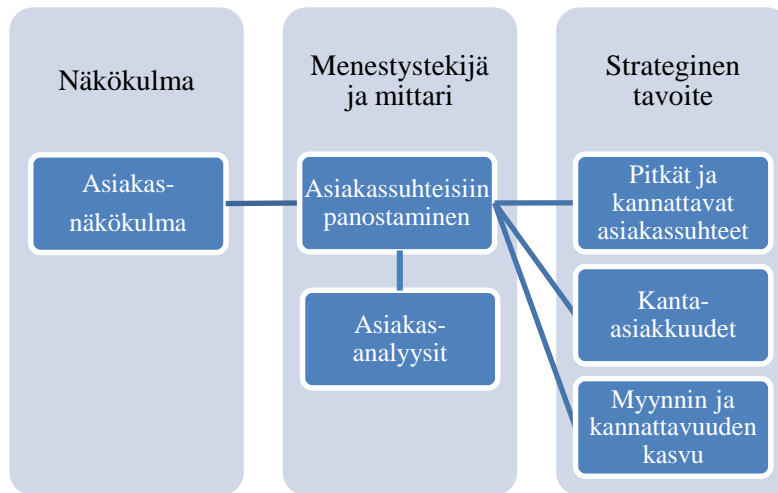 Näkökulma
Asiakas-
näkökulma
Menestystekijä
ja mittari
Asiakassuhteisiin
panostaminen
Asiakas-
analyysit
Strateginen
tavoite
Pitkät ja
kannattavat
asiakassuhteet
Kanta-
asiakkuudet
Myynnin ja
kannattavuuden
kasvu